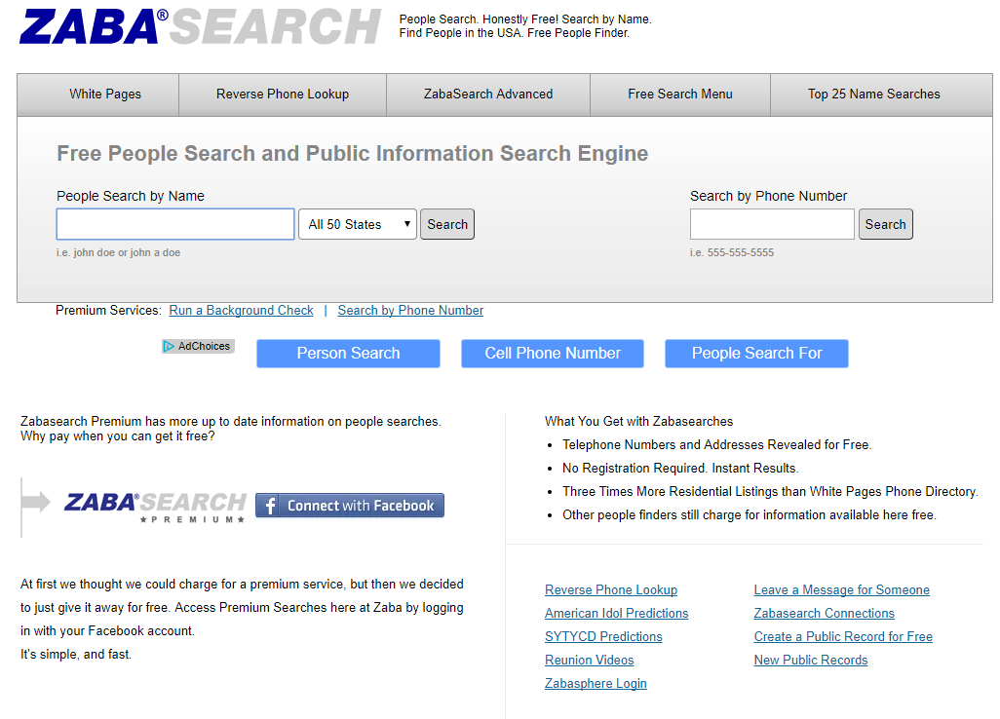 ZABA®SEARCH
People Search. Honestly Free! Search by Name.
Find People in the USA. Free People Finder.
White Pages
Reverse Phone Lookup
ZabaSearch Advanced
Free Search Menu
Top 25 Name Searches
Free People Search and Public Information Search Engine
People Search by Name
All 50 States
Search
i.e. john doe or john a doe
Search by Phone Number
Search
i.e. 555-555-5555
Premium Services: Run a Background Check | Search by Phone Number
AdChoices
Person Search
Cell Phone Number
People Search For
Zabasearch Premium has more up to date information on people searches.
Why pay when you can get it free?
ZABA®SEARCH
★PREMIUM★
f Connect with Facebook
At first we thought we could charge for a premium service, but then we decided
to just give it away for free. Access Premium Searches here at Zaba by logging
in with your Facebook account.
It's simple, and fast.
What You Get with Zabasearches
• Telephone Numbers and Addresses Revealed for Free.
• No Registration Required. Instant Results.
• Three Times More Residential Listings than White Pages Phone Directory.
• Other people finders still charge for information available here free.
Reverse Phone Lookup
American Idol Predictions
SYTYCD Predictions
Reunion Videos
Zabasphere Login
Leave a Message for Someone
Zabasearch Connections
Create a Public Record for Free
New Public Records